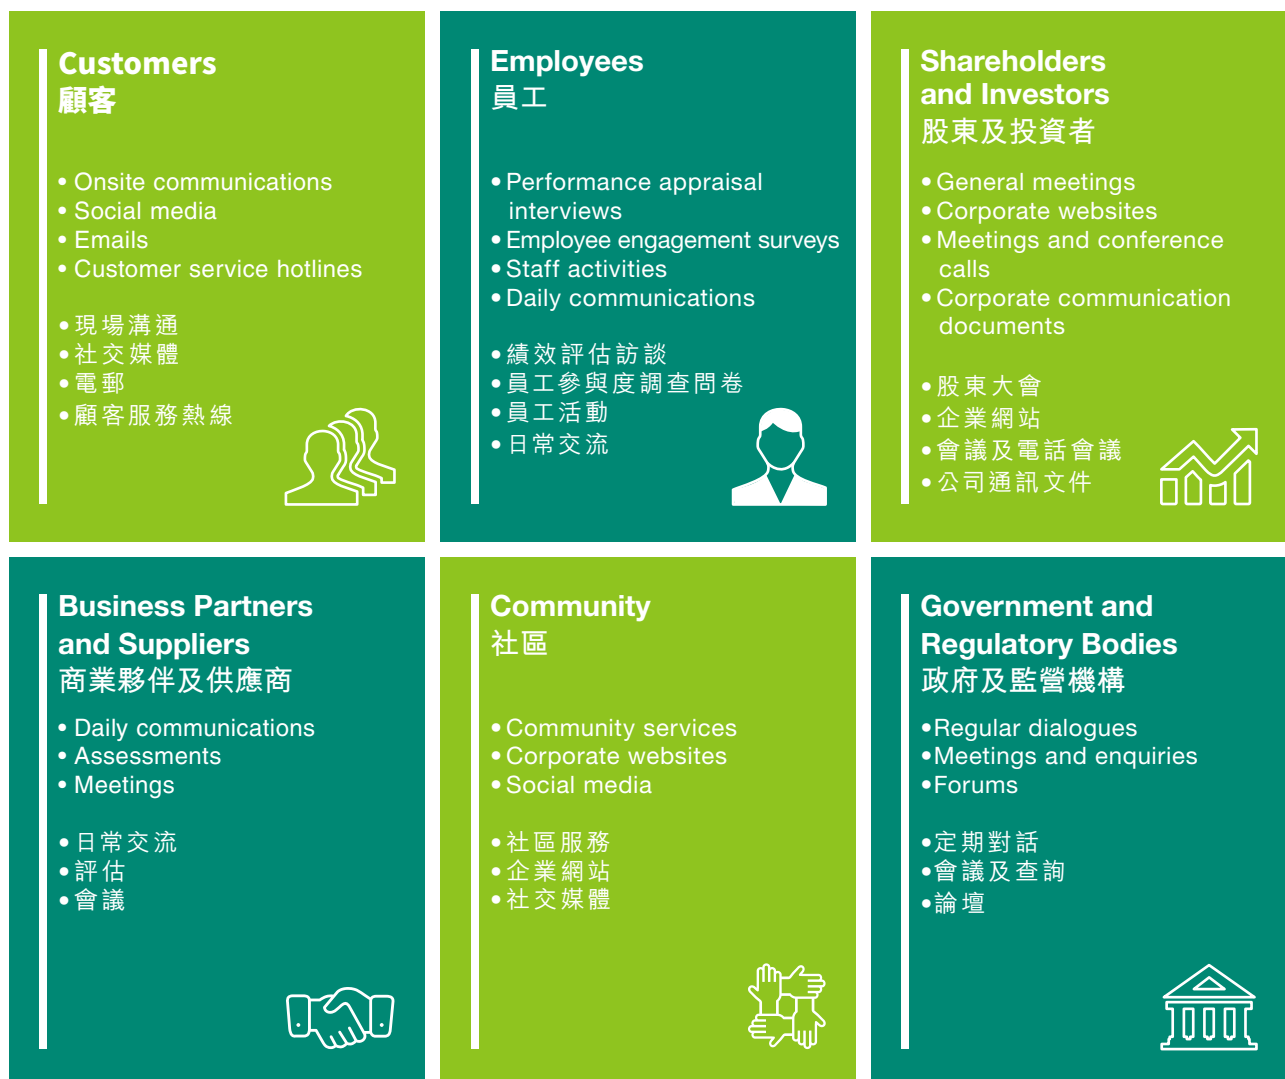 Customers
顧客
• Onsite communications
• Social media
• Emails
• Customer service hotlines
• 現場溝通
• 社交媒體
• 電郵
• 顧客服務熱線
Employees
員工
• Performance appraisal
interviews
• Employee engagement surveys
• Staff activities
• Daily communications
• 績效評估訪談
• 員工參與度調查問卷
• 員工活動
• 日常交流
Shareholders
and Investors
股東及投資者
• General meetings
• Corporate websites
• Meetings and conference
calls
• Corporate communication
documents
• 股東大會
• 企業網站
• 會議及電話會議
• 公司通訊文件
Business Partners
and Suppliers
商業夥伴及供應商
• Daily communications
• Assessments
• Meetings
• 日常交流
• 評估
• 會議
Community
社區
• Community services
• Corporate websites
• Social media
• 社區服務
• 企業網站
• 社交媒體
Government and
Regulatory Bodies
政府及監營機構
• Regular dialogues
• Meetings and enquiries
• Forums
• 定期對話
• 會議及查詢
• 論壇